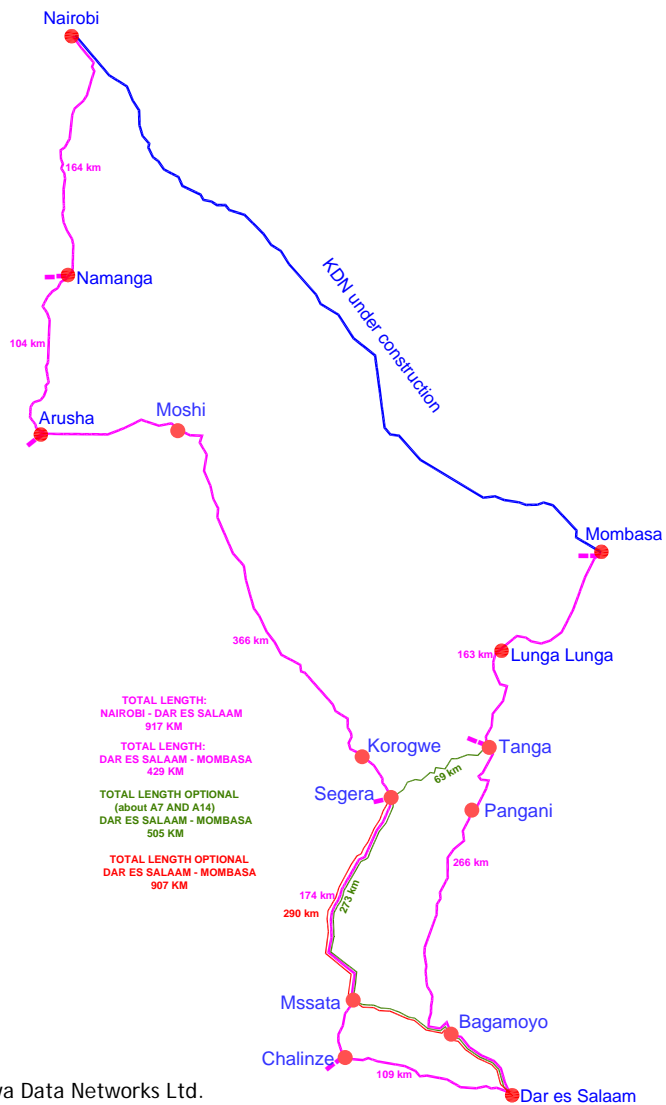 Nairobi
164 km
KDN under construction
Namanga
104 km
Arusha
Moshi
Mombasa
366 km
163 km
Lunga Lunga
TOTAL LENGTH:
NAIROBI - DAR ES SALAAM
917 KM
TOTAL LENGTH:
DAR ES SALAAM - MOMBASA
429 KM
TOTAL LENGTH OPTIONAL
(about A7 AND A14)
DAR ES SALAAM - MOMBASA
505 KM
TOTAL LENGTH OPTIONAL
DAR ES SALAAM - MOMBASA
907 KM
Korogwe
Tanga
69 km
Segera
Pangani
266 km
174 km
290 km
273 km
Mssata
Bagamoyo
Chalinze
109 km
Dar es Salaam
Data Networks Ltd.